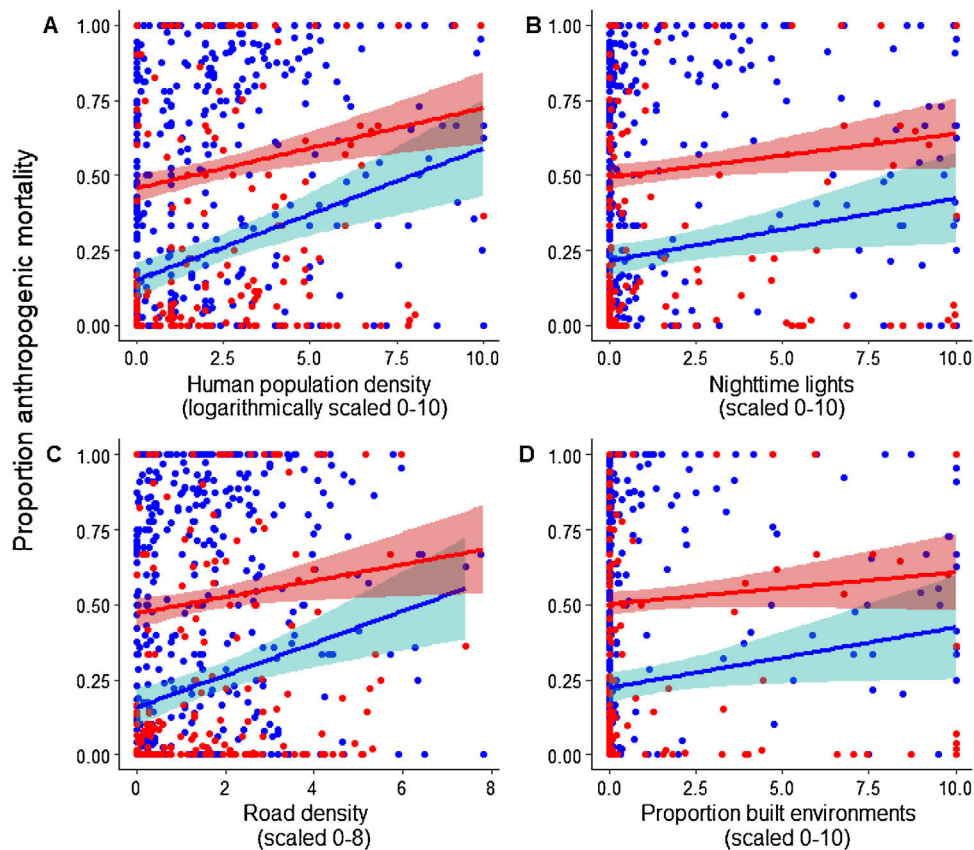 Proportion anthropogenic mortality
A
1.00
0.75
0.50
0.25
0.00
0.0 2.5 5.0 7.5 10.0
Human population density
(logarithmically scaled 0-10)
B
1.00
0.75
0.50
0.25
0.00
0.0 2.5 5.0 7.5 10.0
Nighttime lights
(scaled 0-10)
C
1.00
0.75
0.50
0.25
0.00
0 2 4 6 8
Road density
(scaled 0-8)
D
1.00
0.75
0.50
0.25
0.00
0.0 2.5 5.0 7.5 10.0
Proportion built environments
(scaled 0-10)